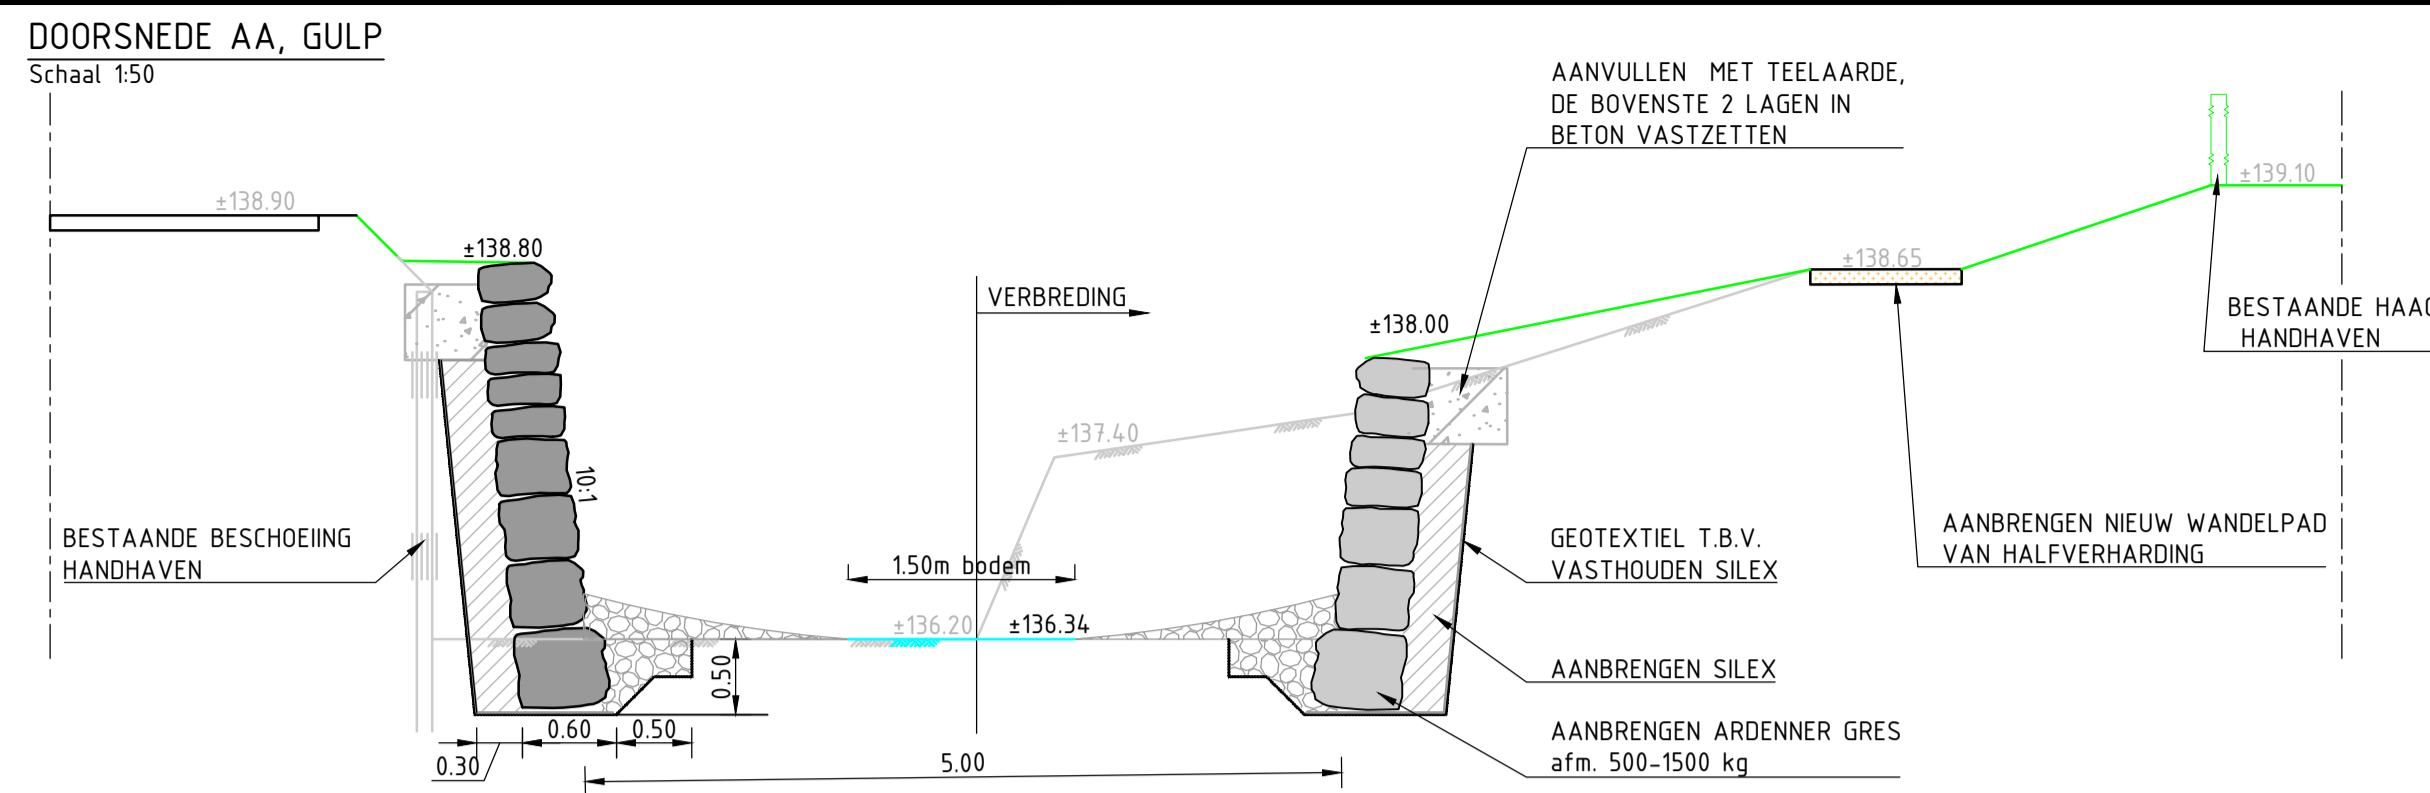 DOORSNEDE AA, GULP
Schaal 1:50
AANVULLEN MET TEELAARDE,
DE BOVENSTE 2 LAGEN IN
BETON VASTZETTEN
±138.90
±138.80
VERBREDING
±138.00
±138.65
±139.10
BESTAANDE HAAG
HANDHAVEN
±137.40
10:1
BESTAANDE BESCHOEIING
HANDHAVEN
1.50m bodem
GEOTEXTIEL T.B.V.
VASTHOUDEN SILEX
AANBRENGEN NIEUW WANDELPAD
VAN HALFVERHARDING
±136.20
±136.34
0.50
AANBRENGEN SILEX
0.60
0.50
0.30
5.00
AANBRENGEN ARDENNER GRES
afm. 500-1500 kg